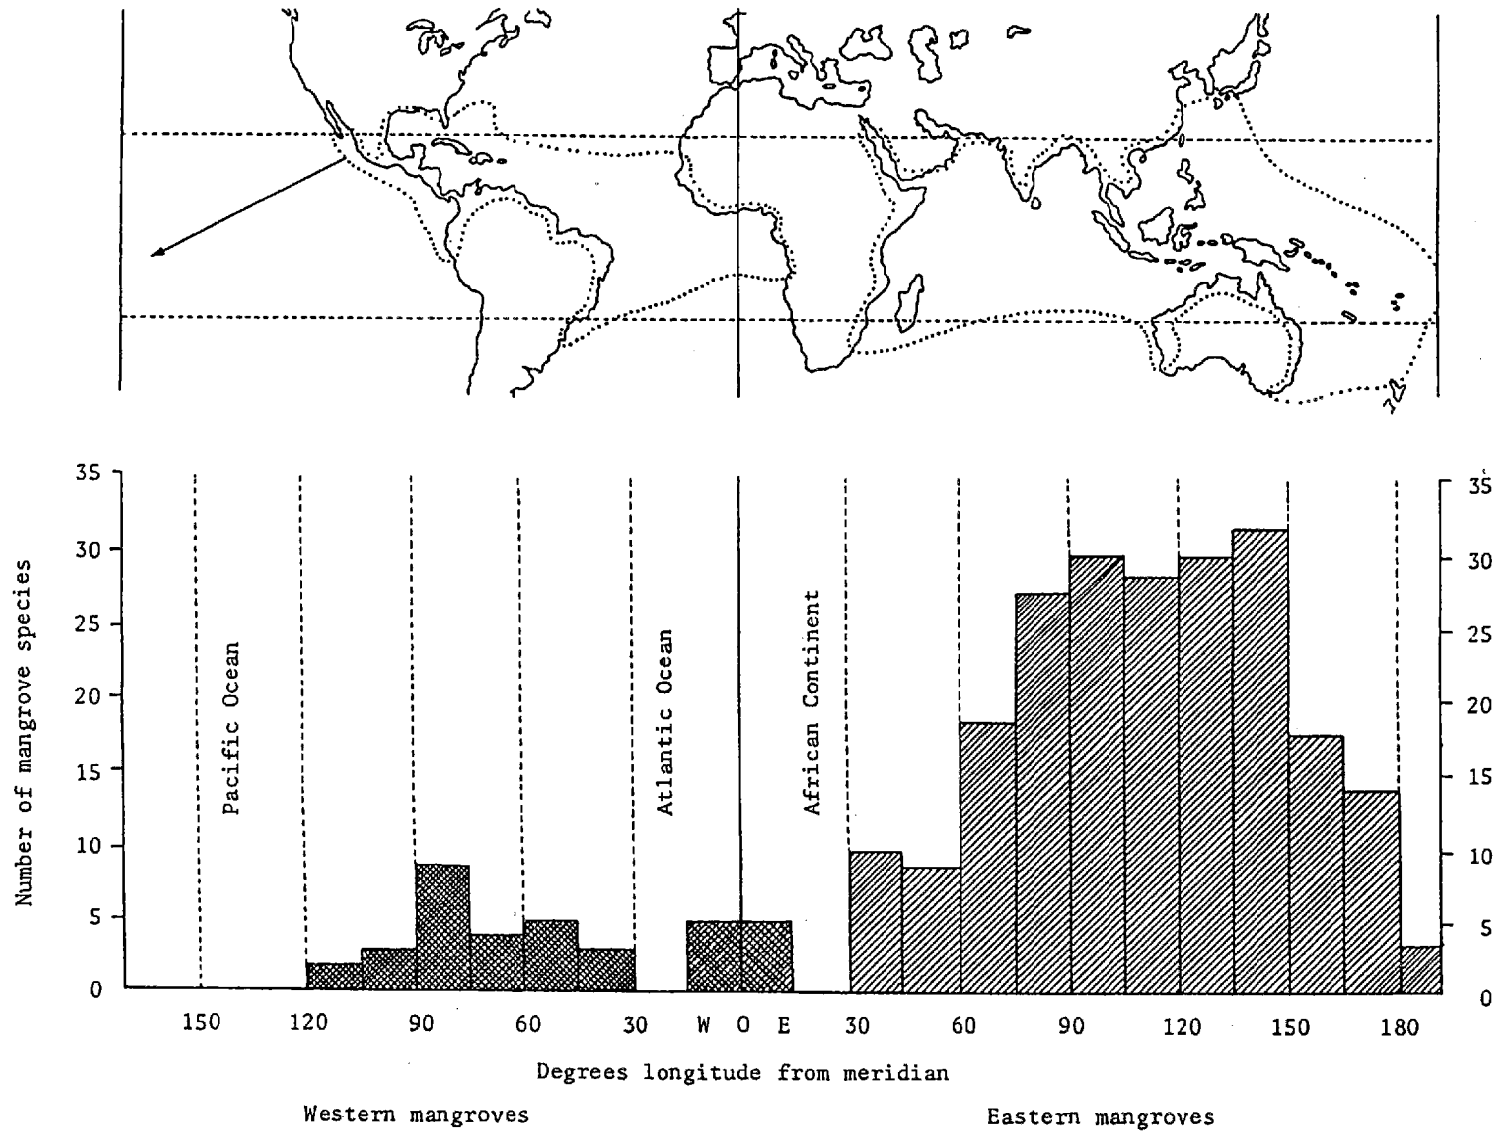 35
30
25
20
15
10
5
0
Number of mangrove species
Pacific Ocean
Atlantic Ocean
African Continent
35
30
25
20
15
10
5
0
150 120 90 60 30 W O E 30 60 90 120 150 180
Degrees longitude from meridian
Western mangroves Eastern mangroves